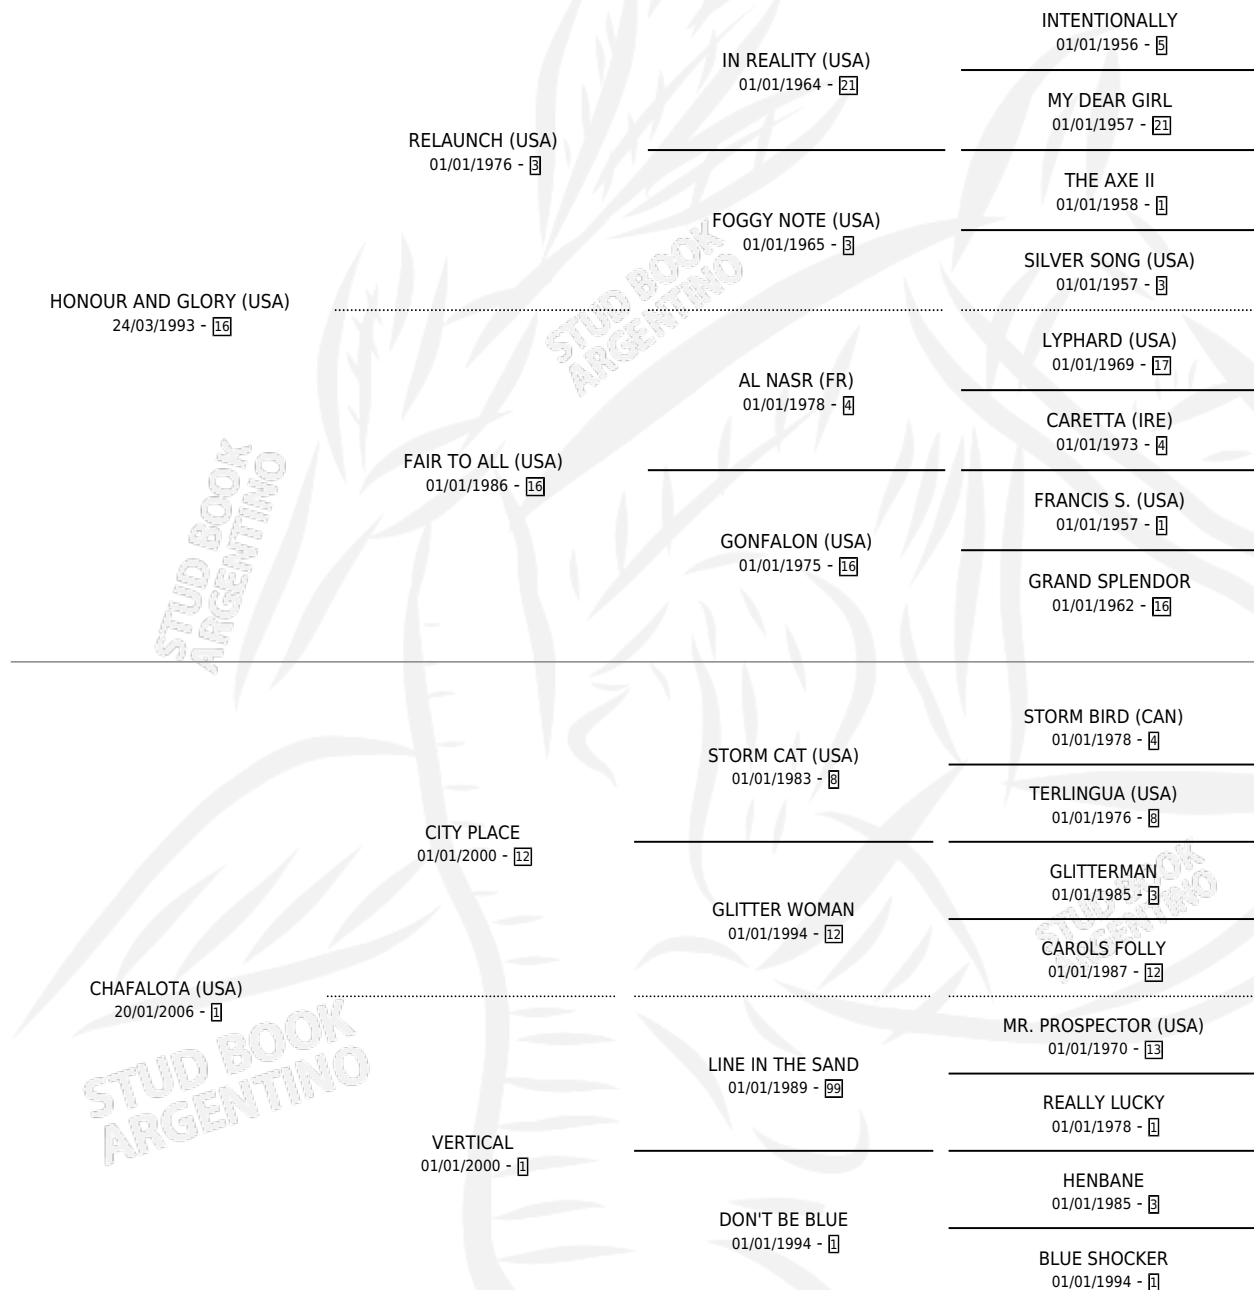 INTENTIONALLY
01/01/1956 - 5
IN REALITY (USA)
01/01/1964 - 21
MY DEAR GIRL
01/01/1957 - 21
RELAUNCH (USA)
01/01/1976 - 3
THE AXE II
01/01/1958 - 1
FOGGY NOTE (USA)
01/01/1965 - 3
SILVER SONG (USA)
01/01/1957 - 3
HONOUR AND GLORY (USA)
24/03/1993 - 16
STUD BOOK
ARGENTINO
LYPHARD (USA)
01/01/1969 - 17
AL NASR (FR)
01/01/1978 - 4
CARETTA (IRE)
01/01/1973 - 4
FAIR TO ALL (USA)
01/01/1986 - 16
FRANCIS S. (USA)
01/01/1957 - 1
GONFALON (USA)
01/01/1975 - 16
GRAND SPLENDOR
01/01/1962 - 16
STUD BOOK
ARGENTINO
STORM BIRD (CAN)
01/01/1978 - 4
STORM CAT (USA)
01/01/1983 - 8
TERLINGUA (USA)
01/01/1976 - 8
CITY PLACE
01/01/2000 - 12
GLITTERMAN
01/01/1985 - 3
GLITTER WOMAN
01/01/1994 - 12
STUD BOOK
ARGENTINO
CAROLS FOLLY
01/01/1987 - 12
CHAFALOTA (USA)
20/01/2006 - 1
STUD BOOK
ARGENTINO
MR. PROSPECTOR (USA)
01/01/1970 - 13
LINE IN THE SAND
01/01/1989 - 99
REALLY LUCKY
01/01/1978 - 1
VERTICAL
01/01/2000 - 1
HENBANE
01/01/1985 - 3
DON'T BE BLUE
01/01/1994 - 1
BLUE SHOCKER
01/01/1994 - 1